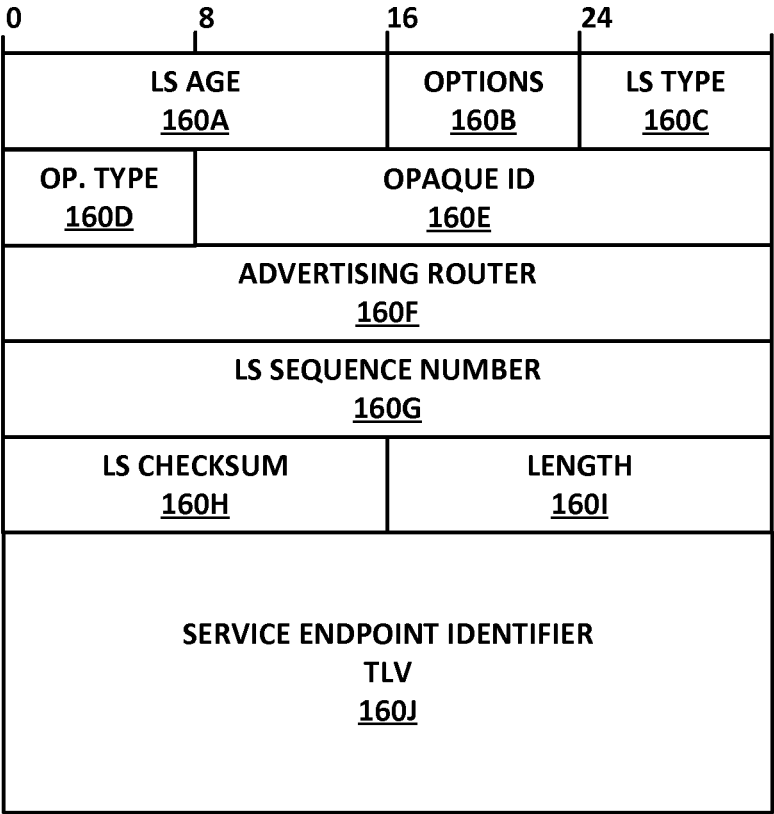 0 8 16 24
LS AGE OPTIONS LS TYPE
160A 160B 160C
OP. TYPE OPAQUE ID
160D 160E
ADVERTISING ROUTER
160F
LS SEQUENCE NUMBER
160G
LS CHECKSUM LENGTH
160H 160I
SERVICE ENDPOINT IDENTIFIER
TLV
160J